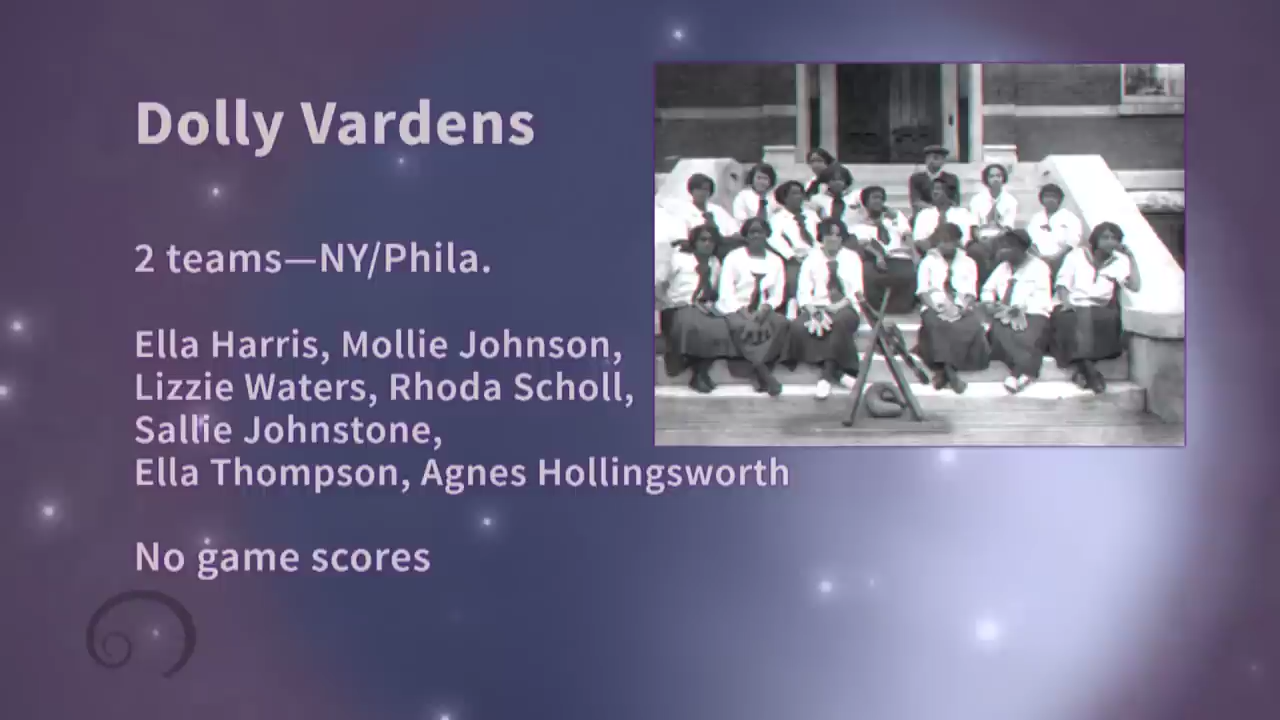 Dolly Vardens
2 teams—NY/Phila.
Ella Harris, Mollie Johnson,
Lizzie Waters, Rhoda Scholl,
Sallie Johnstone,
Ella Thompson, Agnes Hollingsworth
No game scores